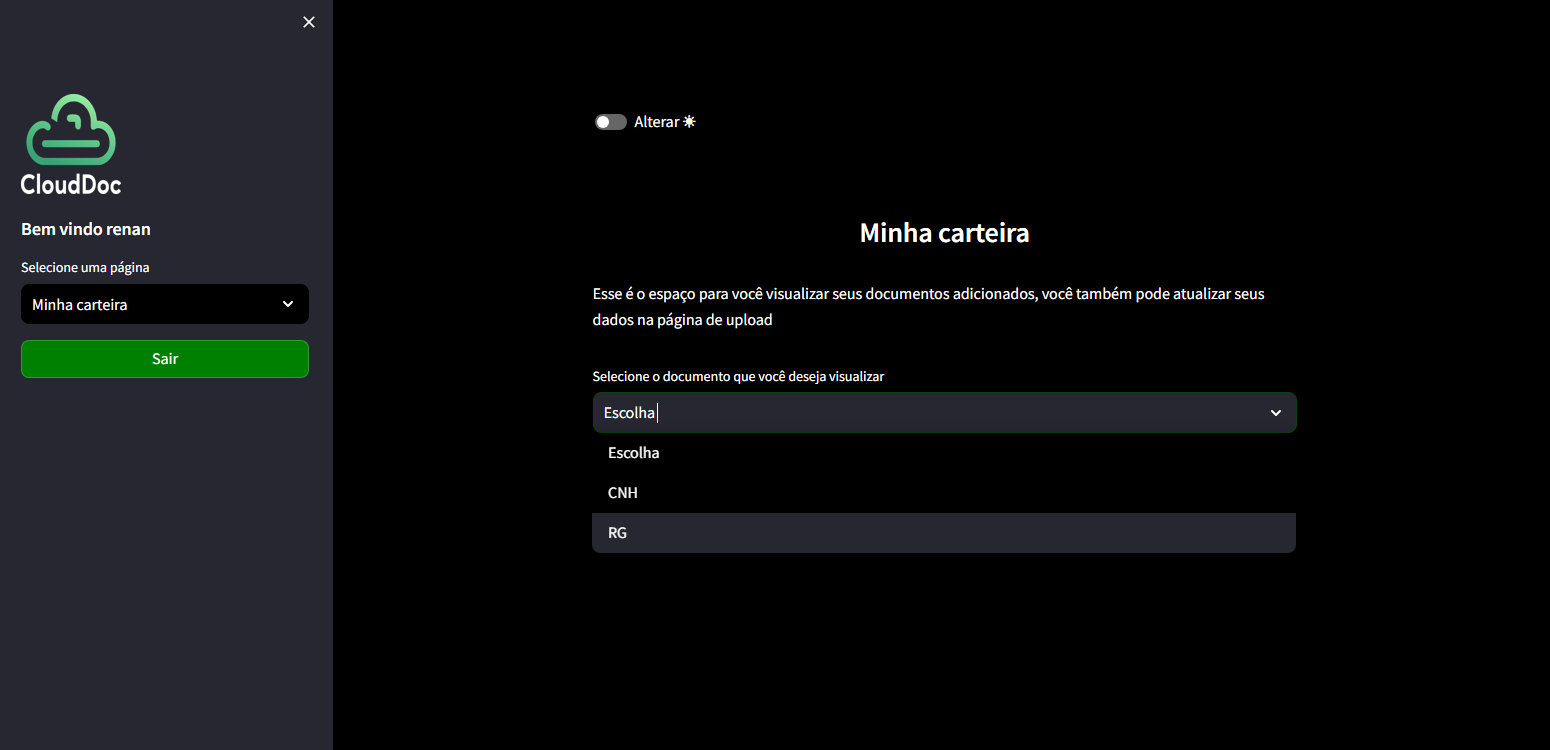 CloudDoc
Bem vindo renan
Selecione uma página
Minha carteira
Sair
Alterar ☀
Minha carteira
Esse é o espaço para você visualizar seus documentos adicionados, você também pode atualizar seus
dados na página de upload
Selecione o documento que você deseja visualizar
Escolha
Escolha
CNH
RG